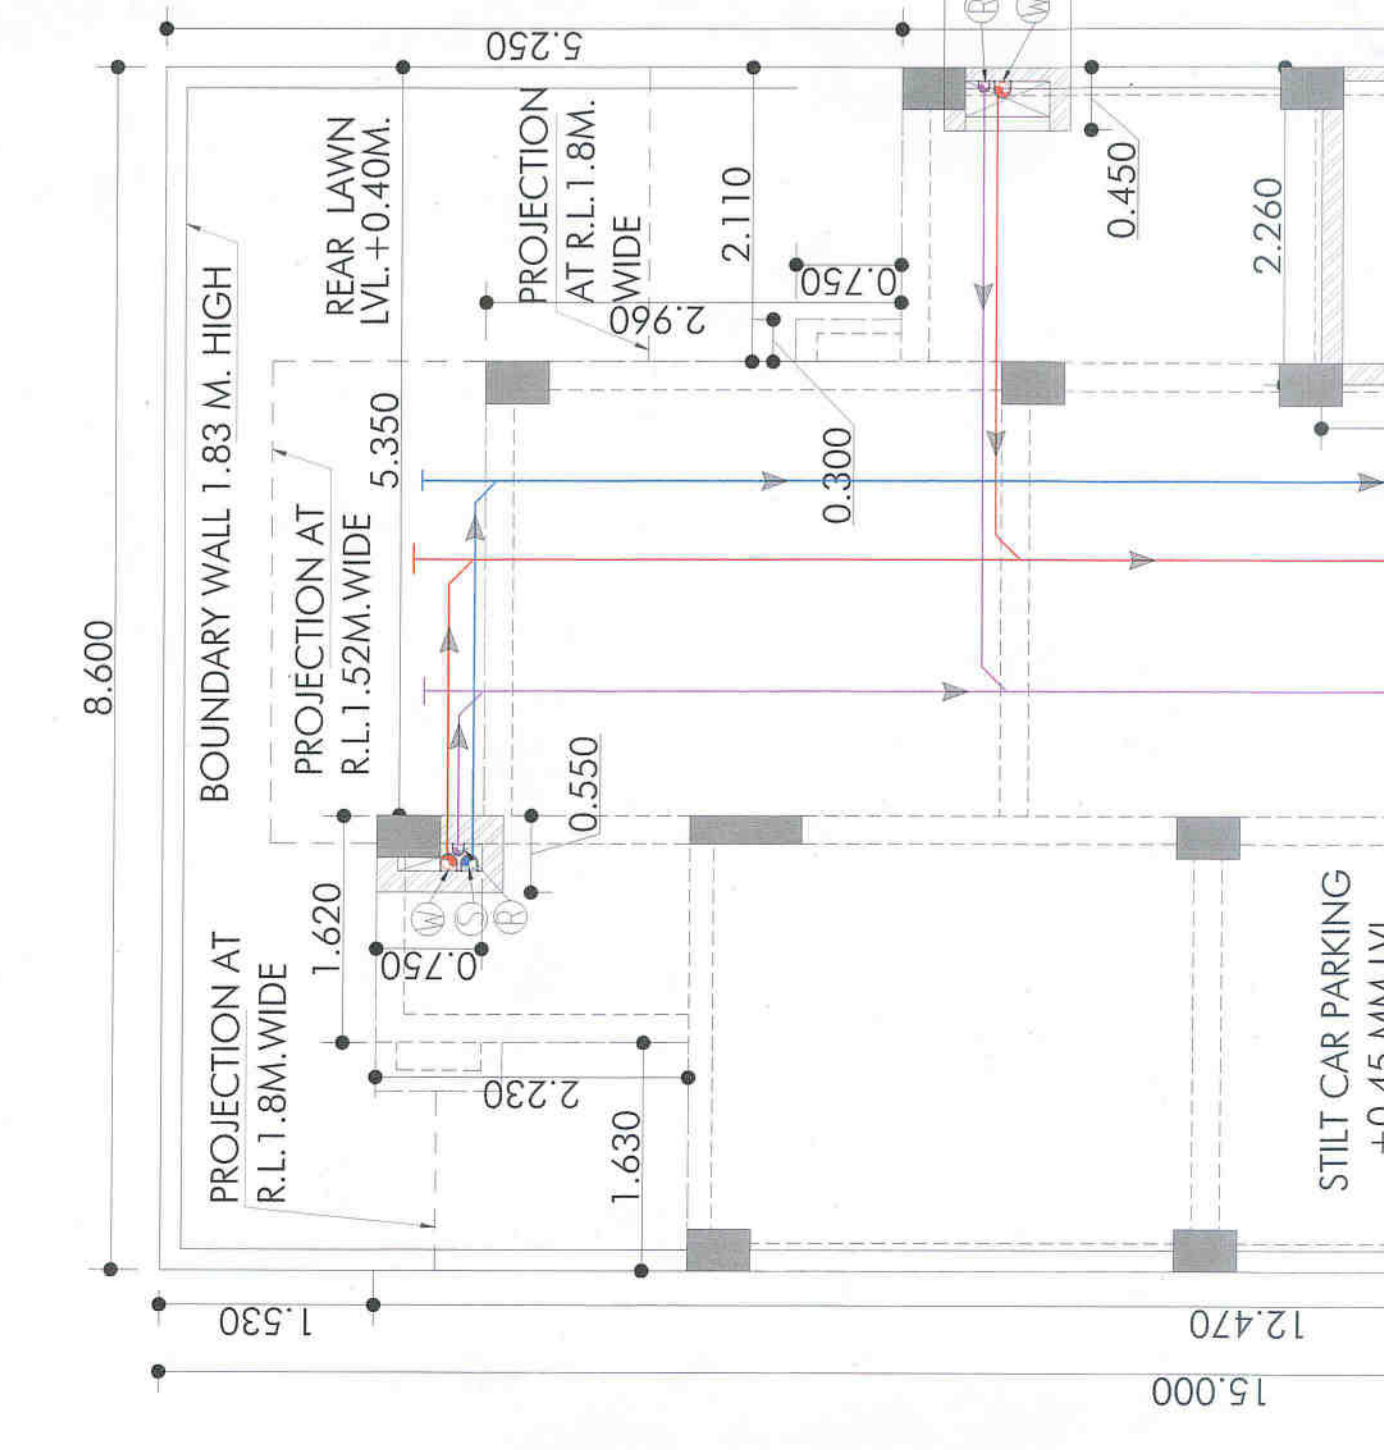 5.250
R
W
REAR LAWN
LVL.+0.40M.
PROJECTION
AT R.L.1.8M.
WIDE
2.110
0.750
0.450
2.260
BOUNDARY WALL 1.83 M. HIGH
2.960
5.350
0.300
PROJECTION AT
R.L.1.52M.WIDE
8.600
0.550
1.620
W
S
R
0.750
PROJECTION AT
R.L.1.8M.WIDE
2.230
1.630
STILT CAR PARKING
1.530
12.470
15.000